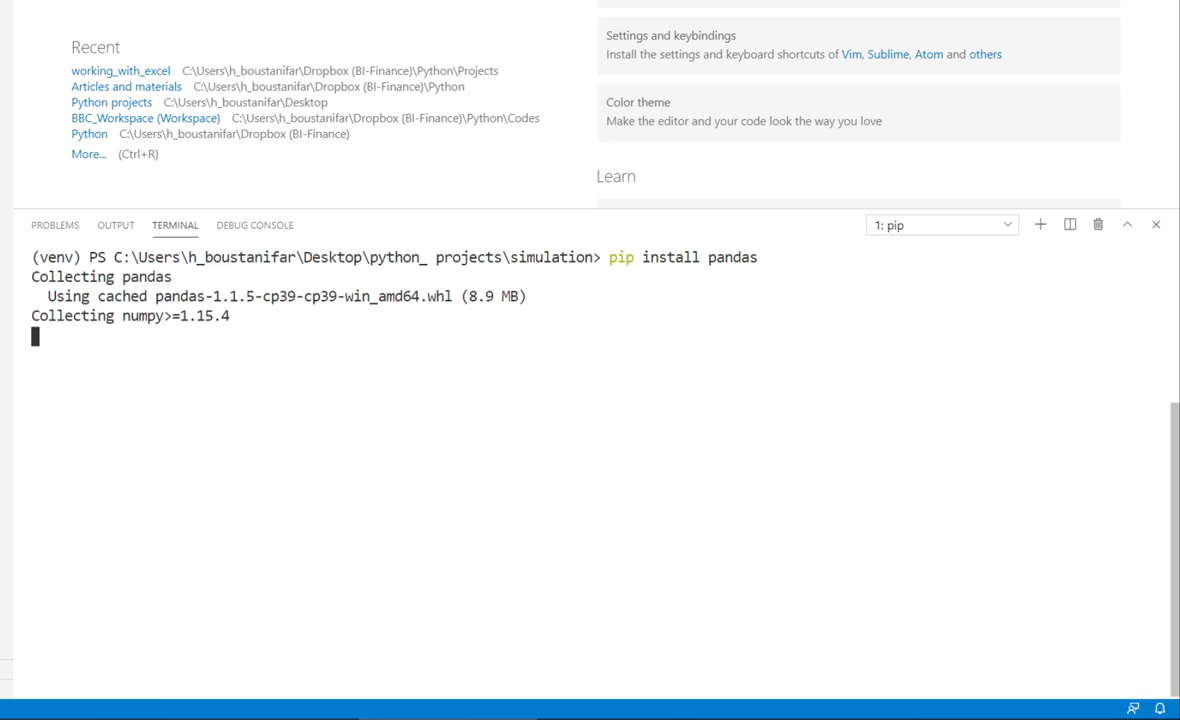 Recent
working_with_excel C:\Users\h_boustanifar\Dropbox (BI-Finance)\Python\Projects
Articles and materials C:\Users\h_boustanifar\Dropbox (BI-Finance)\Python
Python projects C:\Users\h_boustanifar\Desktop
BBC_Workspace (Workspace) C:\Users\h_boustanifar\Dropbox (BI-Finance)\Python\Codes
Python C:\Users\h_boustanifar\Dropbox (BI-Finance)
More... (Ctrl+R)
Settings and keybindings
Install the settings and keyboard shortcuts of Vim, Sublime, Atom and others
Color theme
Make the editor and your code look the way you love
Learn
PROBLEMS OUTPUT TERMINAL DEBUG CONSOLE 1: pip
(venv) PS C:\Users\h_boustanifar\Desktop\python_ projects\simulation> pip install pandas
Collecting pandas
Using cached pandas-1.1.5-cp39-cp39-win_amd64.whl (8.9 MB)
Collecting numpy>=1.15.4